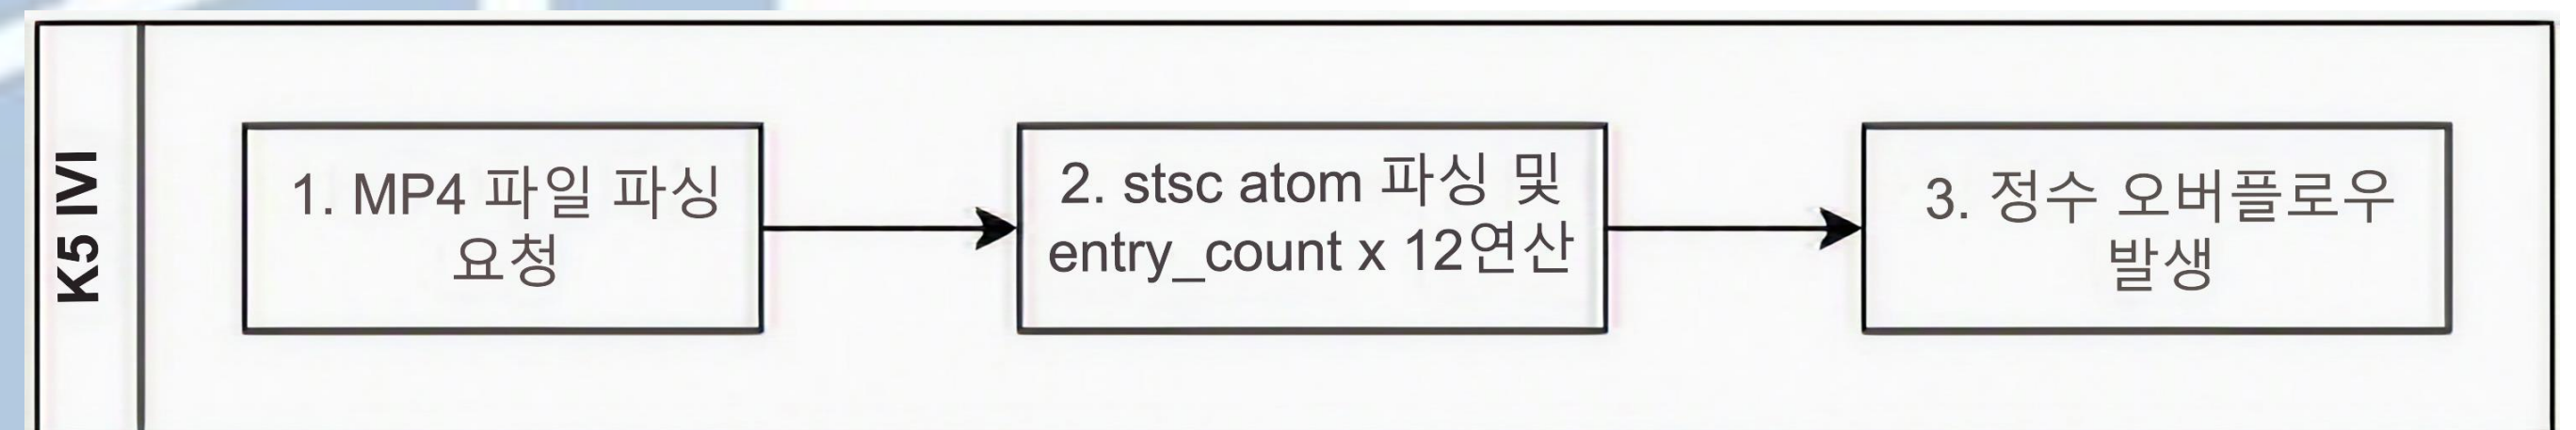 K5 IVI
1. MP4 파일 파싱
요청
2. stsc atom 파싱 및
entry_count x 12연산
3. 정수 오버플로우
발생